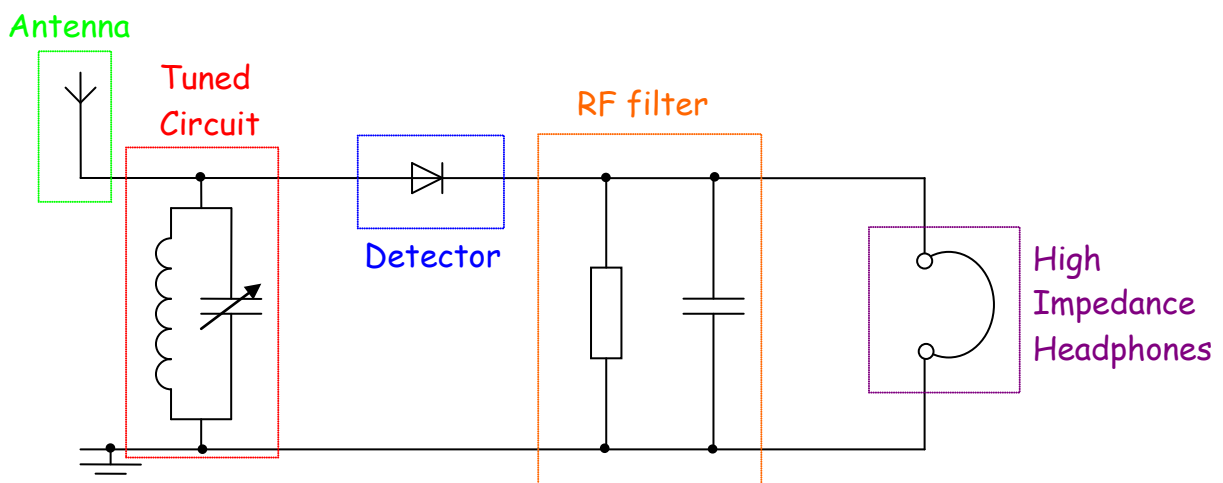 Antenna
Tuned
Circuit
RF filter
Detector
High
Impedance
Headphones